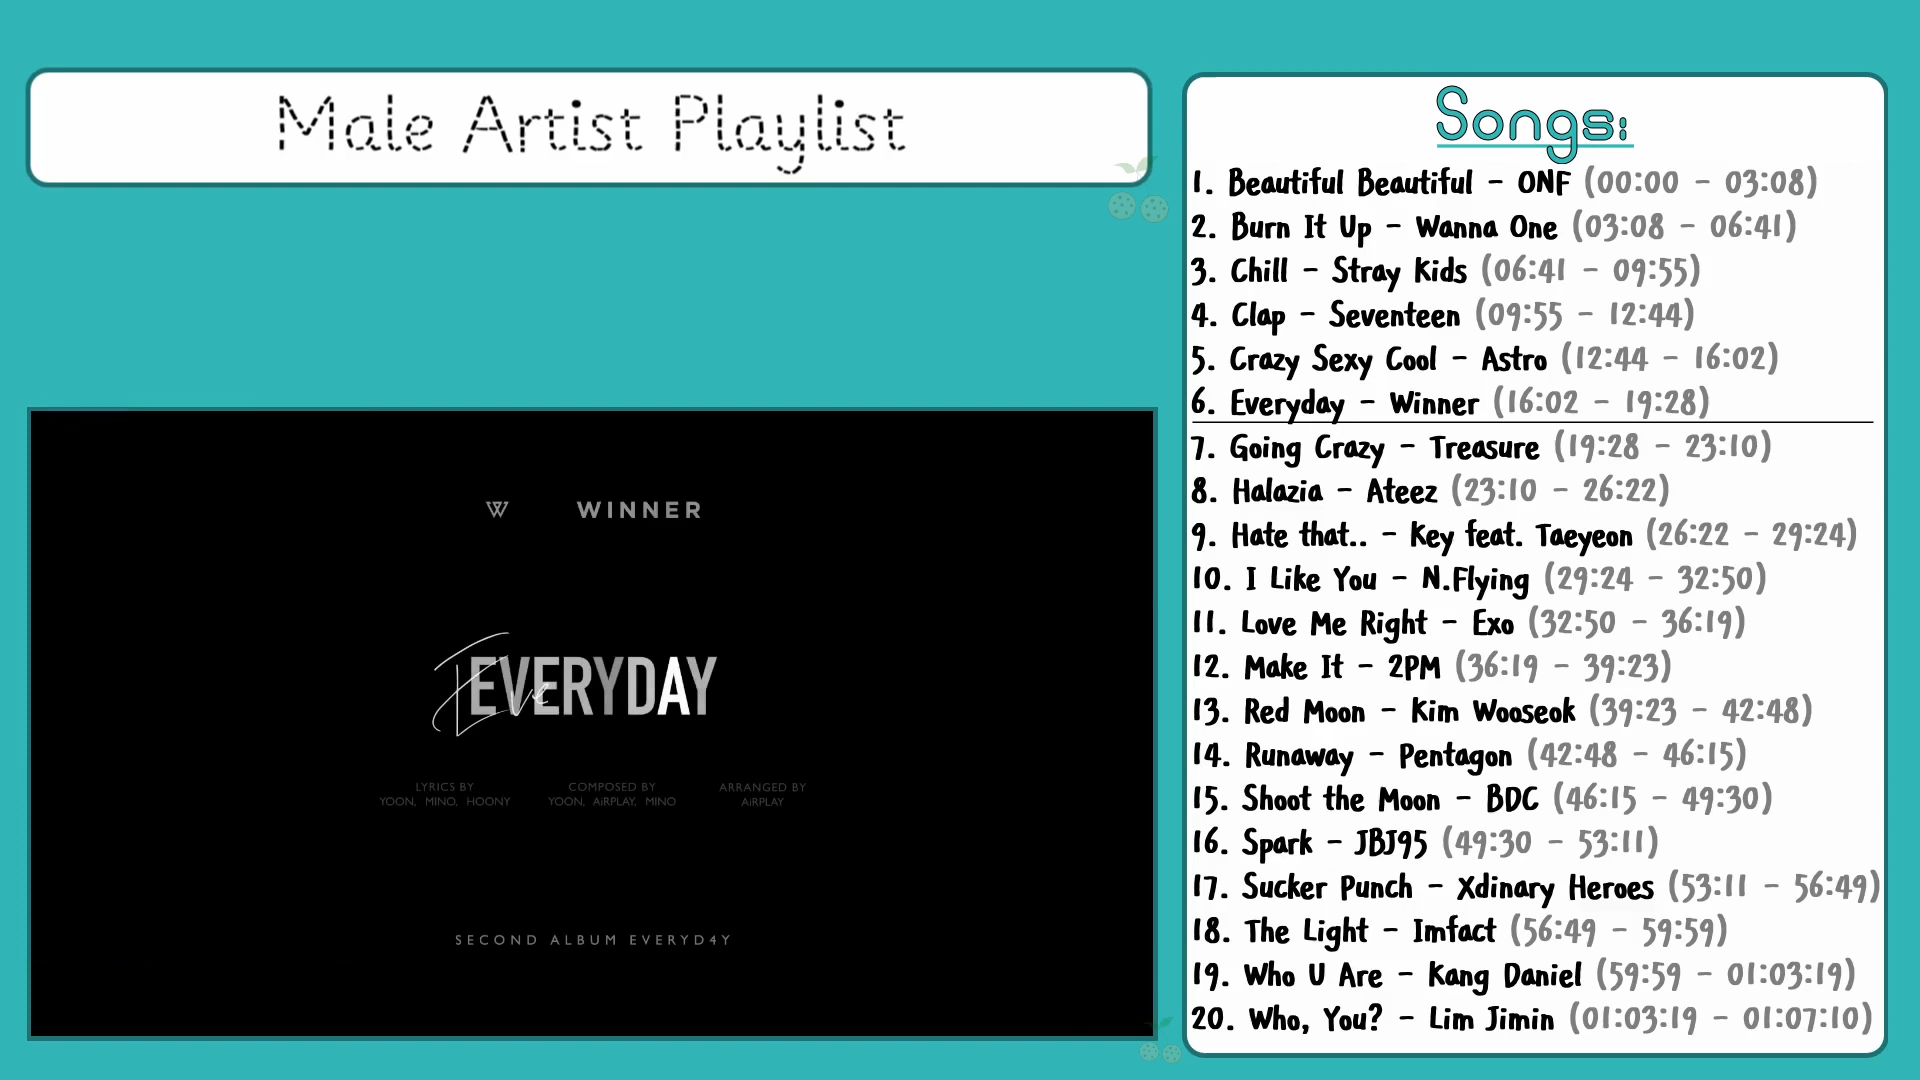 Male Artist Playlist
WINNER
EVERYDAY
LYRICS BY
YOON, MINO, HOONY
COMPOSED BY
YOON, AiRPLAY, MINO
ARRANGED BY
AiRPLAY
SECOND ALBUM EVERYD4Y
Songs:
1. Beautiful Beautiful - ONF (00:00 - 03:08)
2. Burn It Up - Wanna One (03:08 - 06:41)
3. Chill - Stray Kids (06:41 - 09:55)
4. Clap - Seventeen (09:55 - 12:44)
5. Crazy Sexy Cool - Astro (12:44 - 16:02)
6. Everyday - Winner (16:02 - 19:28)
7. Going Crazy - Treasure (19:28 - 23:10)
8. Halazia - Ateez (23:10 - 26:22)
9. Hate that.. - Key feat. Taeyeon (26:22 - 29:24)
10. I Like You - N.Flying (29:24 - 32:50)
11. Love Me Right - Exo (32:50 - 36:19)
12. Make It - 2PM (36:19 - 39:23)
13. Red Moon - Kim Wooseok (39:23 - 42:48)
14. Runaway - Pentagon (42:48 - 46:15)
15. Shoot the Moon - BDC (46:15 - 49:30)
16. Spark - JBJ95 (49:30 - 53:11)
17. Sucker Punch - Xdinary Heroes (53:11 - 56:49)
18. The Light - Imfact (56:49 - 59:59)
19. Who U Are - Kang Daniel (59:59 - 01:03:19)
20. Who, You? - Lim Jimin (01:03:19 - 01:07:10)